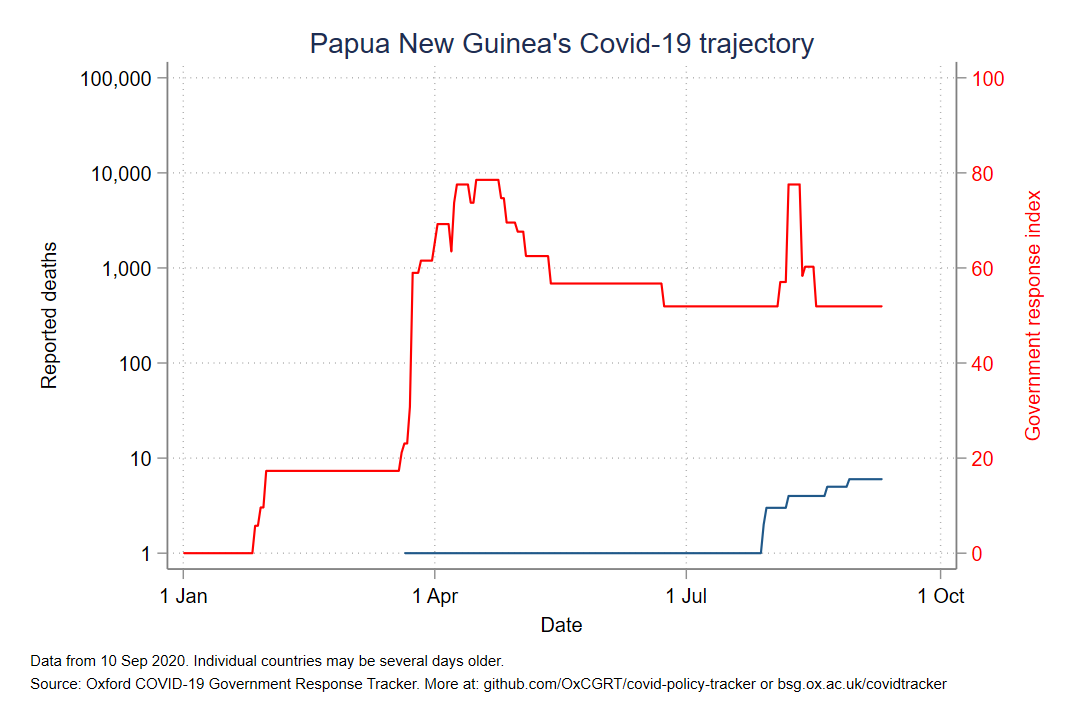 Papua New Guinea's Covid-19 trajectory
100,000
10,000
1,000
100
10
1
Reported deaths
100
80
60
40
20
0
Government response index
1 Jan
1 Apr
1 Jul
1 Oct
Date
Data from 10 Sep 2020. Individual countries may be several days older.
Source: Oxford COVID-19 Government Response Tracker. More at: github.com/OxCGRT/covid-policy-tracker or bsg.ox.ac.uk/covidtracker